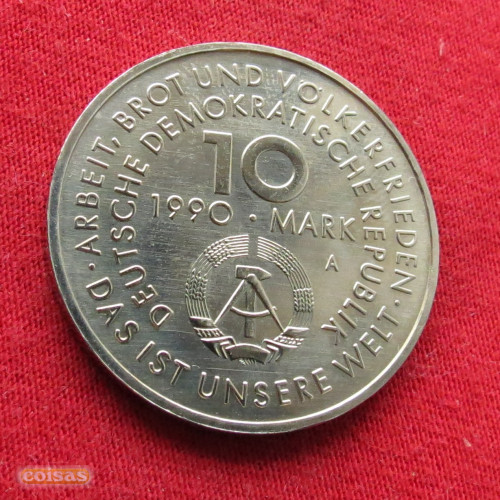 · ARBEIT, BROT UND VÖLKERFRIEDEN ·
DAS IST UNSERE WELT
DEUTSCHE DEMOKRATISCHE REPUBLIK
10
1990 · MARK
A
coisas